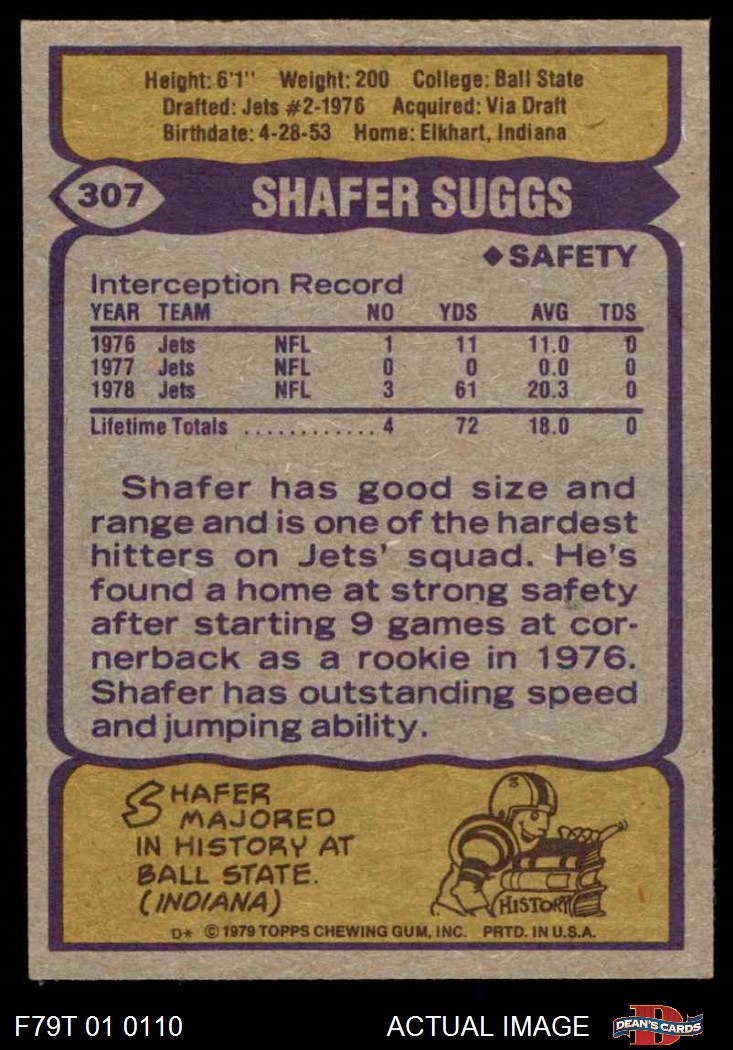 Height: 6'1" Weight: 200 College: Ball State
Drafted: Jets #2-1976 Acquired: Via Draft
Birthdate: 4-28-53 Home: Elkhart, Indiana
307 SHAFER SUGGS
◆ SAFETY
Interception Record
YEAR TEAM NO YDS AVG TDS
1976 Jets NFL 1 11 11.0 0
1977 Jets NFL 0 0 0.0 0
1978 Jets NFL 3 61 20.3 0
Lifetime Totals ............ 4 72 18.0 0
Shafer has good size and
range and is one of the hardest
hitters on Jets' squad. He's
found a home at strong safety
after starting 9 games at cor-
nerback as a rookie in 1976.
Shafer has outstanding speed
and jumping ability.
SHAFER
MAJORED
IN HISTORY AT
BALL STATE.
(INDIANA)
HISTORY
D* © 1979 TOPPS CHEWING GUM, INC. PRTD. IN U.S.A.
F79T 01 0110 ACTUAL IMAGE D DEAN'S CARDS